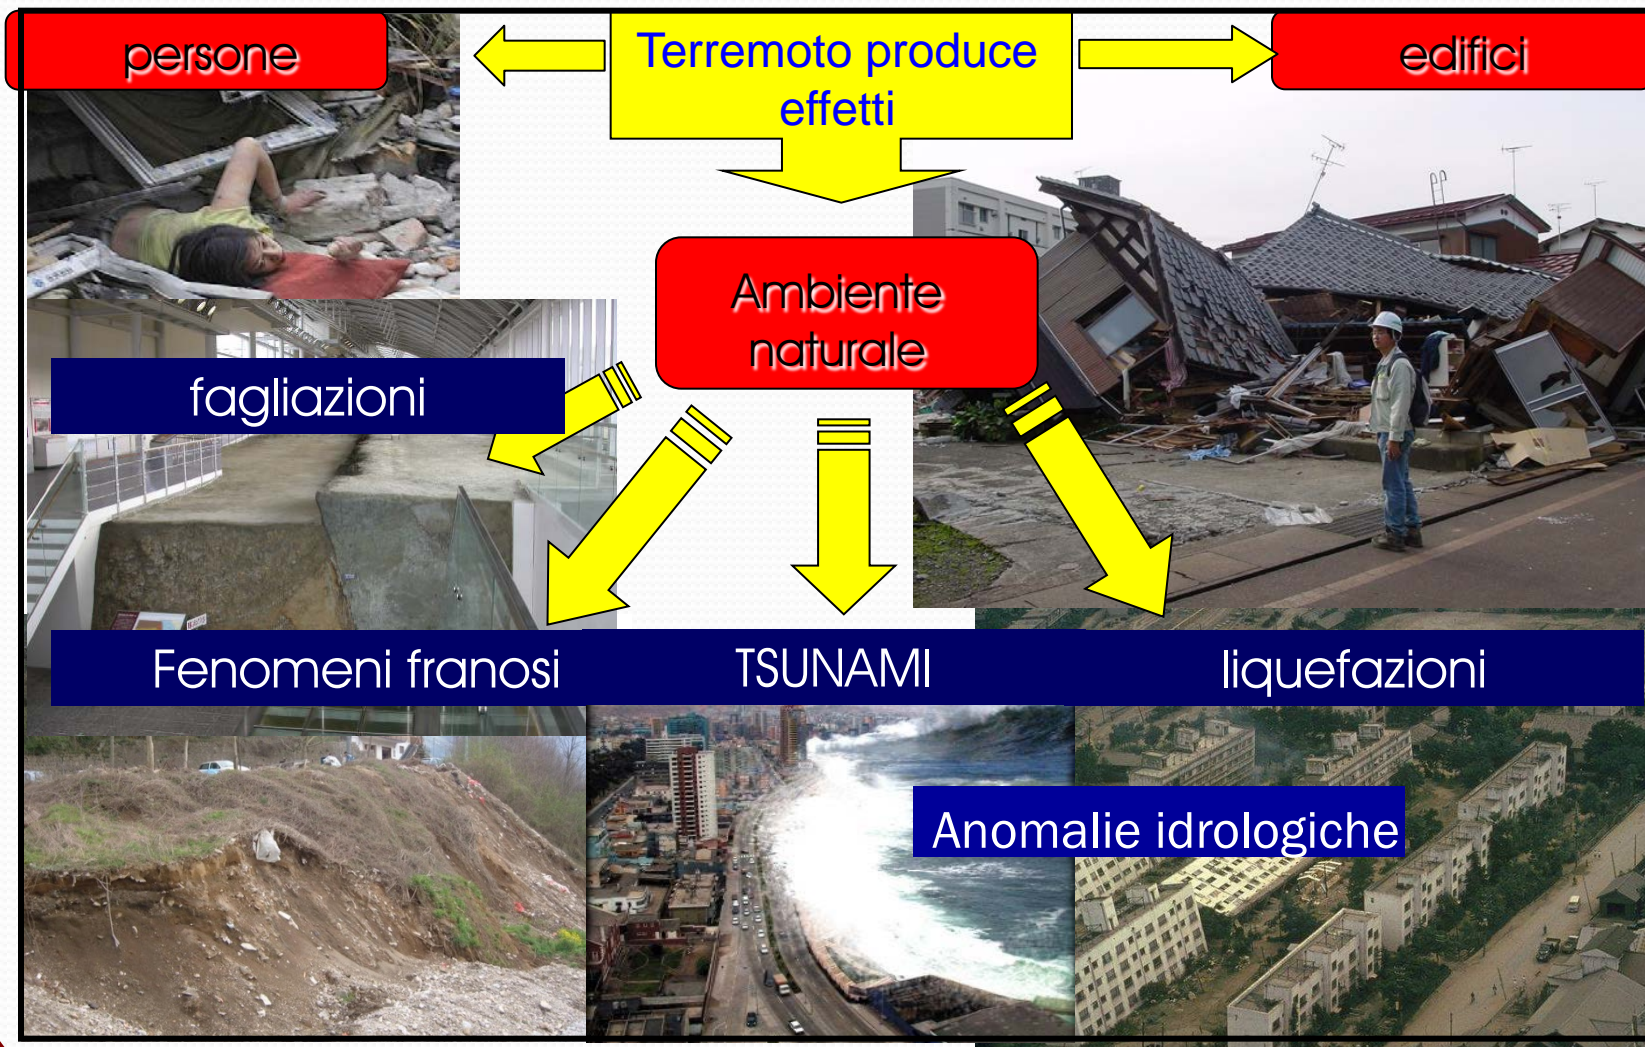 persone
Terremoto produce
effetti
edifici
Ambiente
naturale
fagliazioni
Fenomeni franosi
TSUNAMI
liquefazioni
Anomalie idrologiche